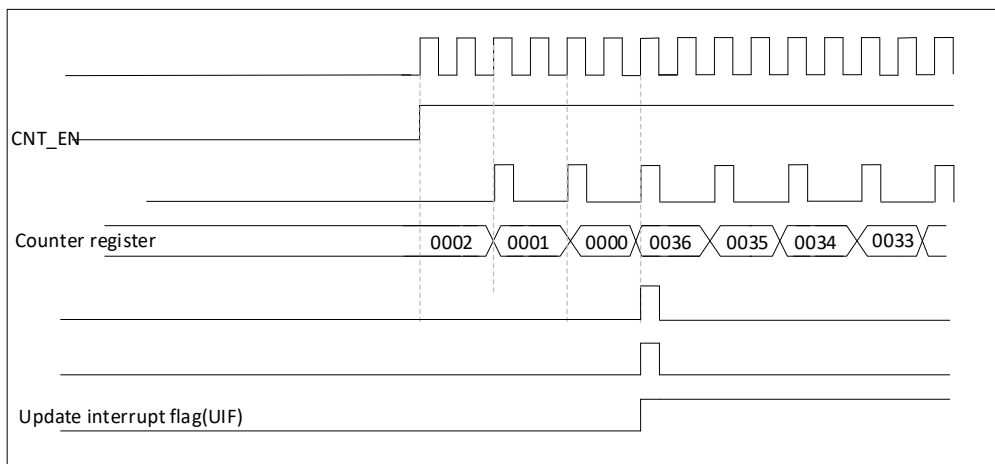 CNT_EN
Counter register 0002 0001 0000 0036 0035 0034 0033
Update interrupt flag(UIF)